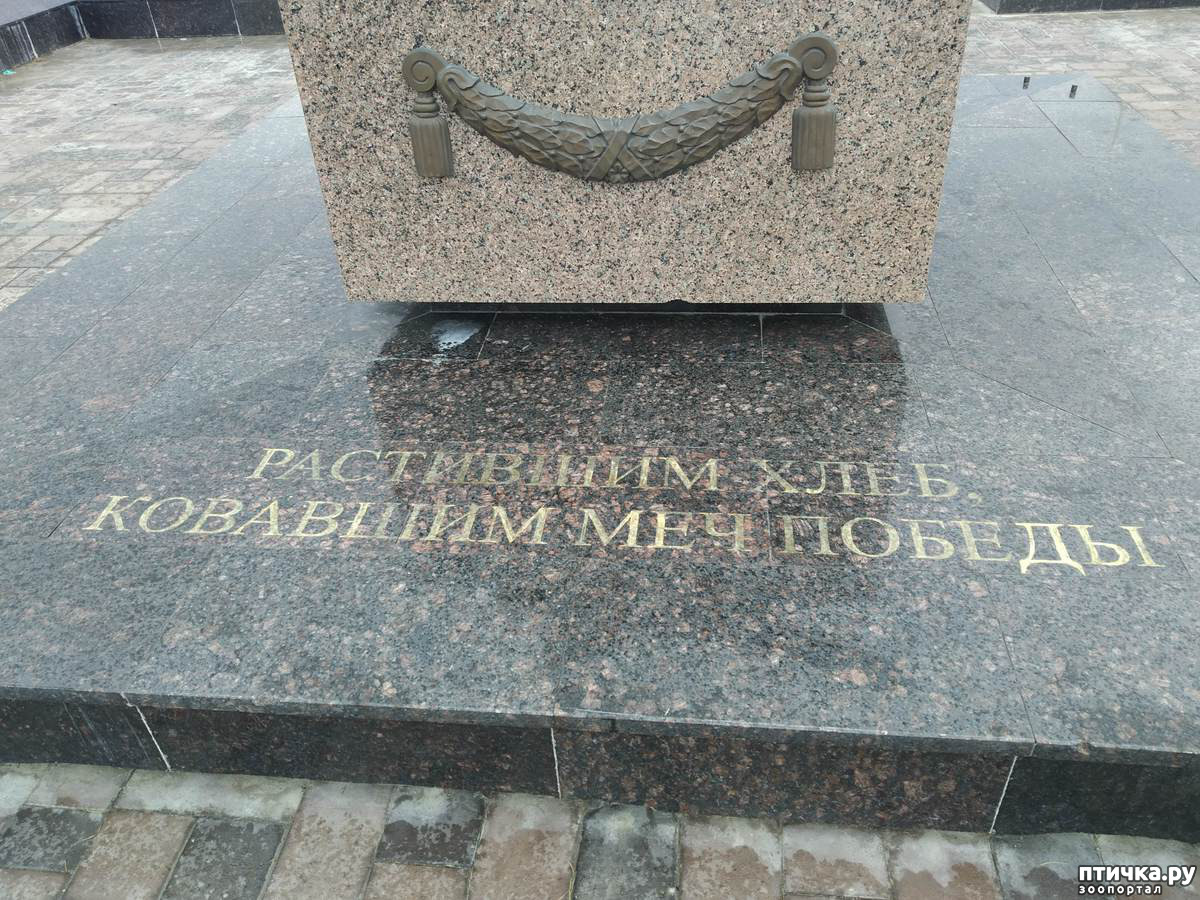 РАСТИВШИМ ХЛЕБ,
КОВАВШИМ МЕЧ ПОБЕДЫ
птичка.ру
зоопортал